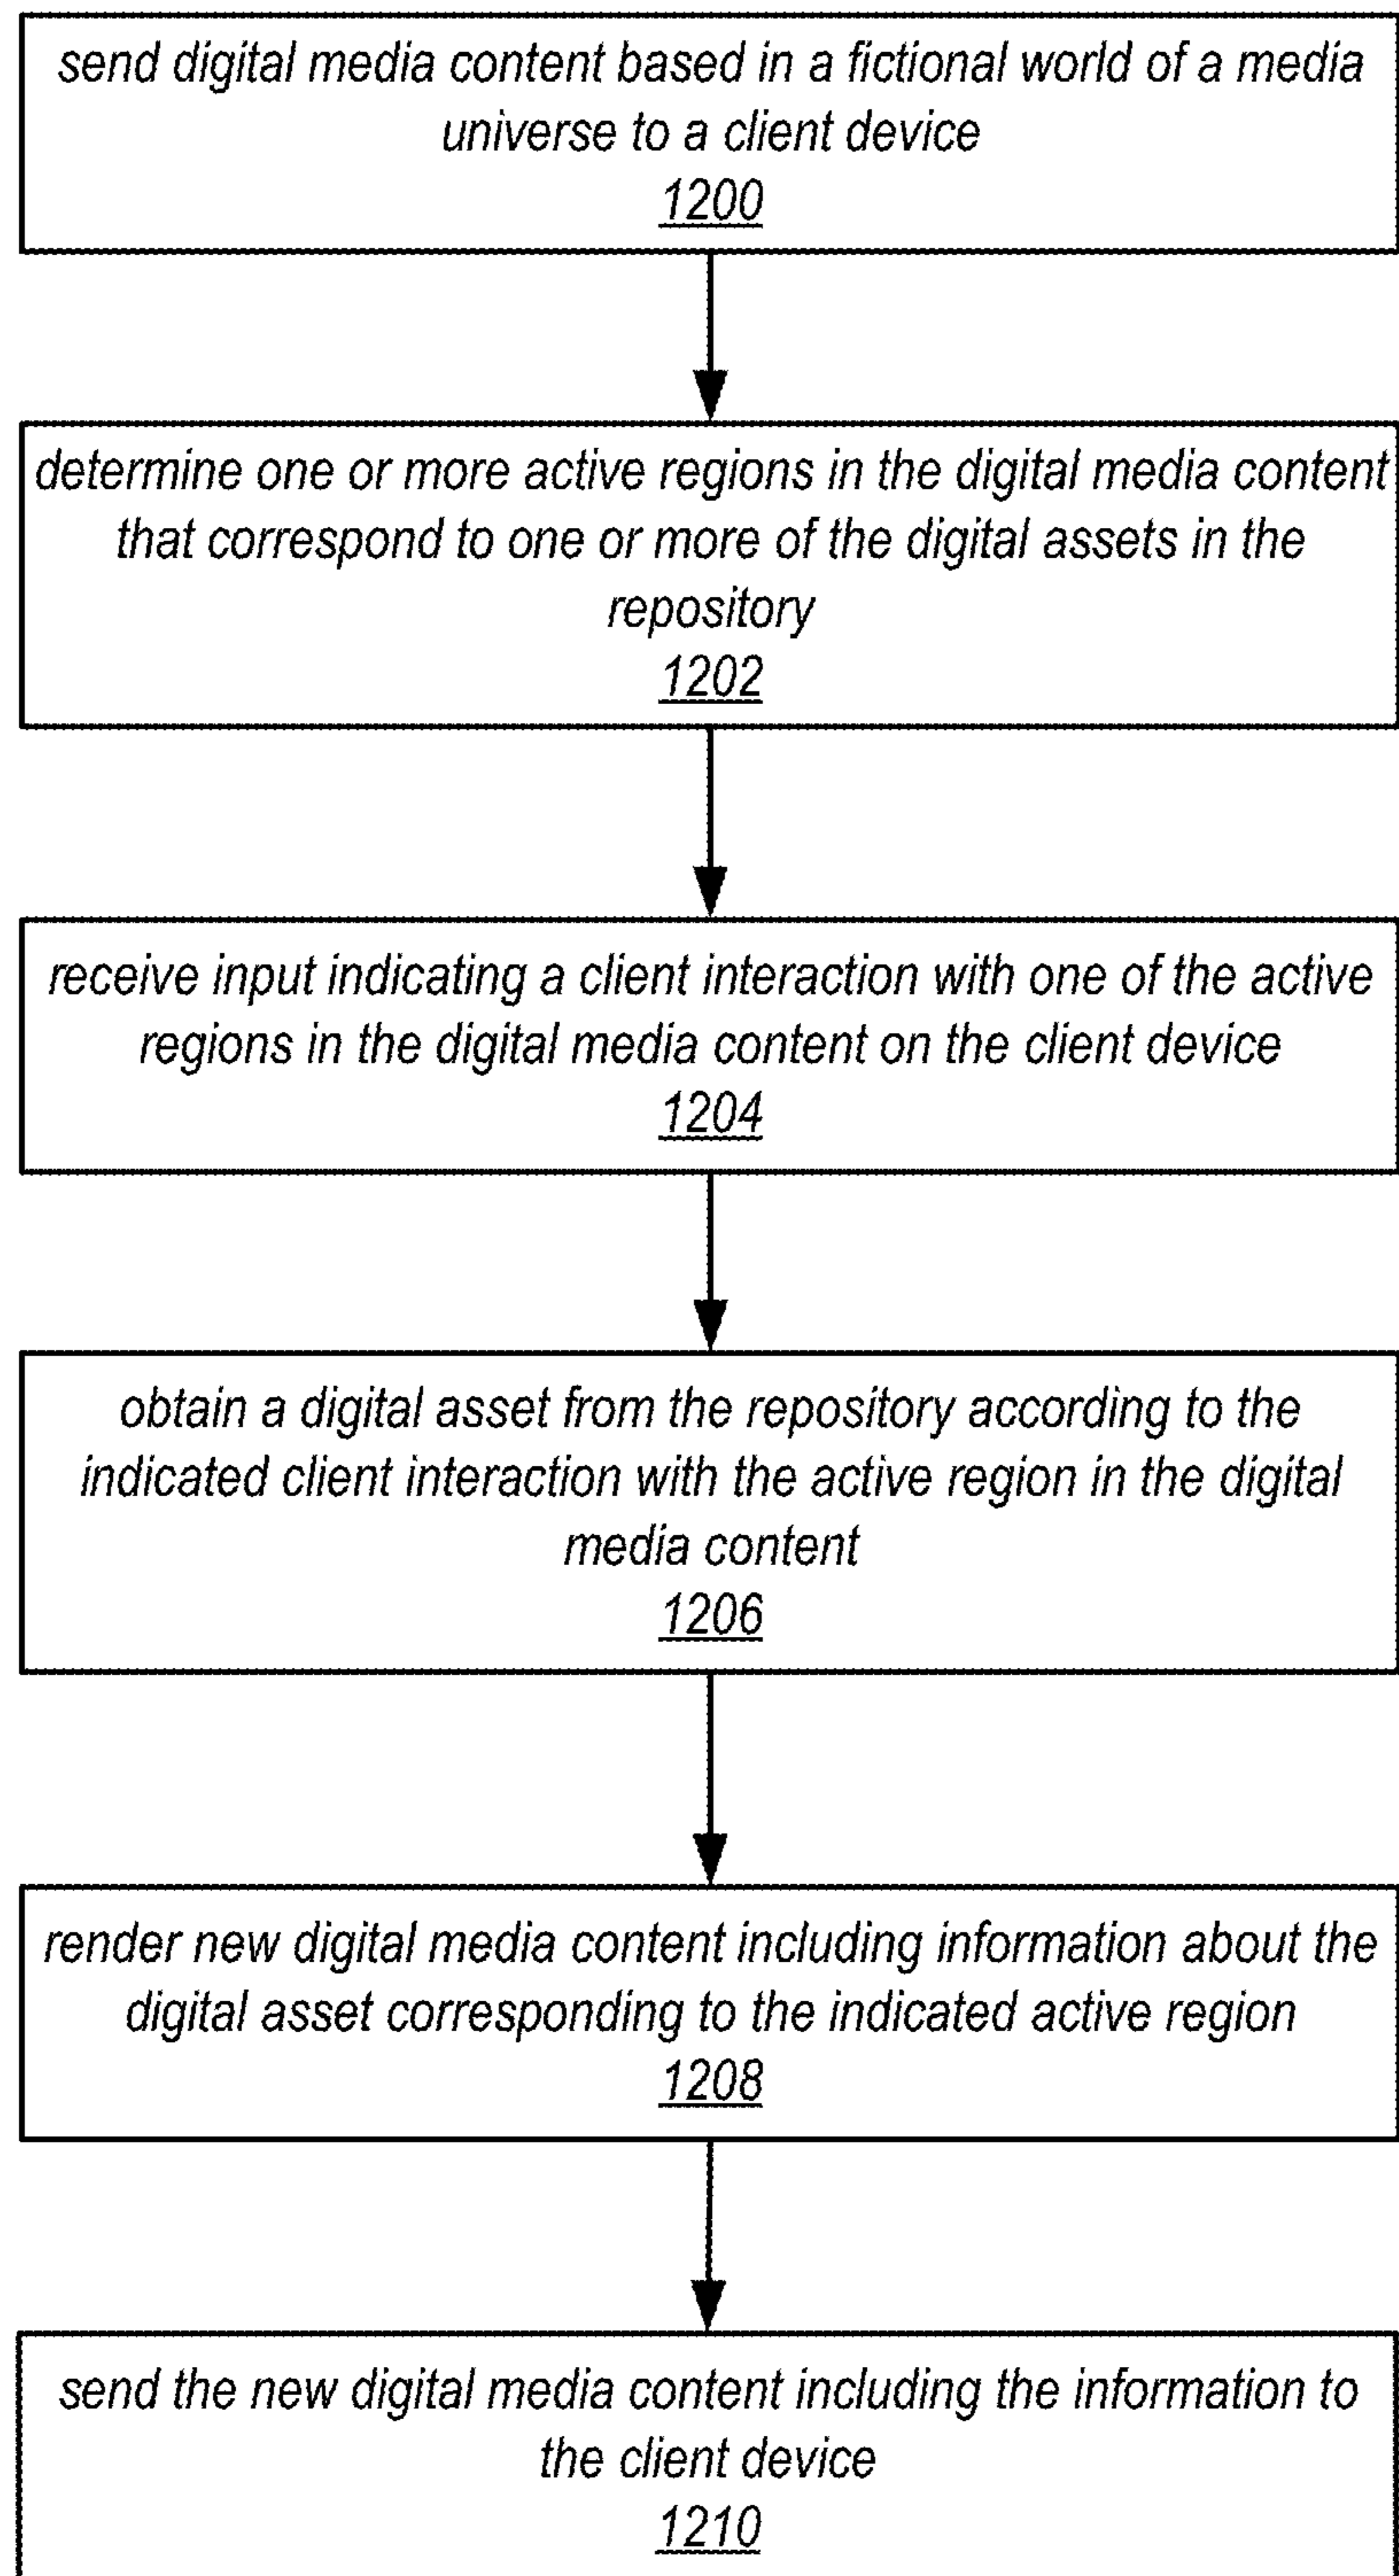 send digital media content based in a fictional world of a media
universe to a client device
1200
determine one or more active regions in the digital media content
that correspond to one or more of the digital assets in the
repository
1202
receive input indicating a client interaction with one of the active
regions in the digital media content on the client device
1204
obtain a digital asset from the repository according to the
indicated client interaction with the active region in the digital
media content
1206
render new digital media content including information about the
digital asset corresponding to the indicated active region
1208
send the new digital media content including the information to
the client device
1210